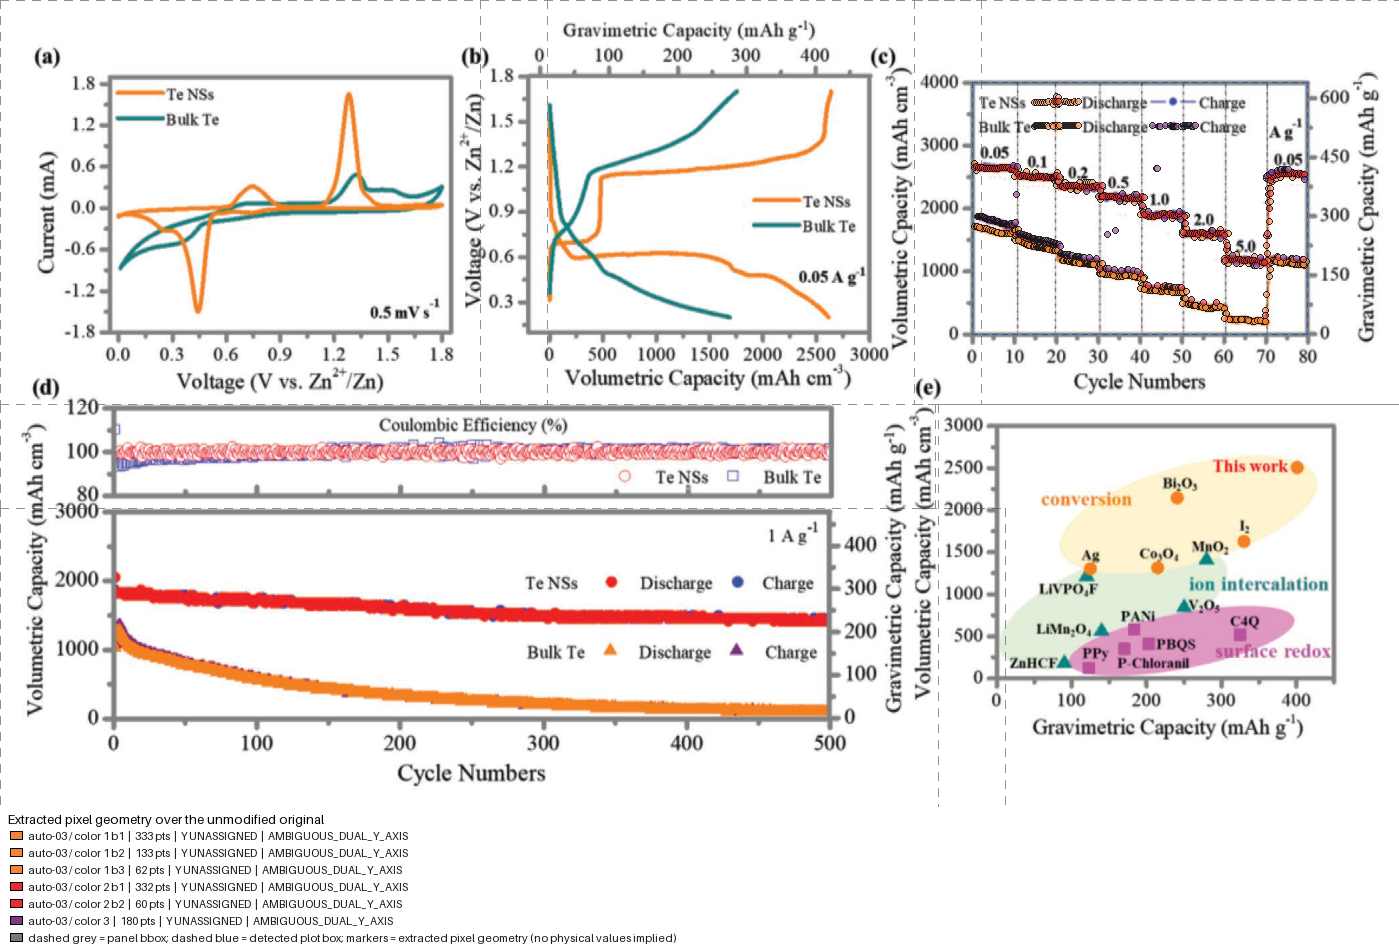 (a)
1.8
1.2
0.6
0.0
-0.6
-1.2
-1.8
Current (mA)
Te NSs
Bulk Te
0.5 mV s-1
0.0 0.3 0.6 0.9 1.2 1.5 1.8
Voltage (V vs. Zn2+/Zn)
(b)
Gravimetric Capacity (mAh g-1)
0 100 200 300 400
1.8
1.5
1.2
0.9
0.6
0.3
Voltage (V vs. Zn2+/Zn)
Te NSs
Bulk Te
0.05 A g-1
0 500 1000 1500 2000 2500 3000
Volumetric Capacity (mAh cm-3)
(c)
4000
3000
2000
1000
0
Volumetric Cpacity (mAh cm-3)
Te NSs Discharge Charge
Bulk Te Discharge Charge
A g-1
0.05 0.1 0.2 0.5 1.0 2.0 5.0 0.05
600
450
300
150
0
Gravimetric Cpacity (mAh g-1)
0 10 20 30 40 50 60 70 80
Cycle Numbers
(d)
120
100
80
Coulombic Efficiency (%)
Te NSs Bulk Te
3000
2000
1000
0
Volumetric Capacity (mAh cm-3)
1 A g-1
Te NSs Discharge Charge
Bulk Te Discharge Charge
400
300
200
100
0
Gravimetric Capacity (mAh g-1)
0 100 200 300 400 500
Cycle Numbers
(e)
3000
2500
2000
1500
1000
500
0
Volumetric Capacity (mAh cm-3)
This work
Bi2O3
conversion
I2
MnO2
Ag
Co3O4
LiVPO4F
ion intercalation
V2O5
PANi
C4Q
LiMn2O4
PBQS
surface redox
PPy
ZnHCF
P-Chloranil
100 200 300 400
Gravimetric Capacity (mAh g-1)
Extracted pixel geometry over the unmodified original
auto-03 / color 1 b1 | 333 pts | Y UNASSIGNED | AMBIGUOUS_DUAL_Y_AXIS
auto-03 / color 1 b2 | 133 pts | Y UNASSIGNED | AMBIGUOUS_DUAL_Y_AXIS
auto-03 / color 1 b3 | 62 pts | Y UNASSIGNED | AMBIGUOUS_DUAL_Y_AXIS
auto-03 / color 2 b1 | 332 pts | Y UNASSIGNED | AMBIGUOUS_DUAL_Y_AXIS
auto-03 / color 2 b2 | 60 pts | Y UNASSIGNED | AMBIGUOUS_DUAL_Y_AXIS
auto-03 / color 3 | 180 pts | Y UNASSIGNED | AMBIGUOUS_DUAL_Y_AXIS
dashed grey = panel bbox; dashed blue = detected plot box; markers = extracted pixel geometry (no physical values implied)